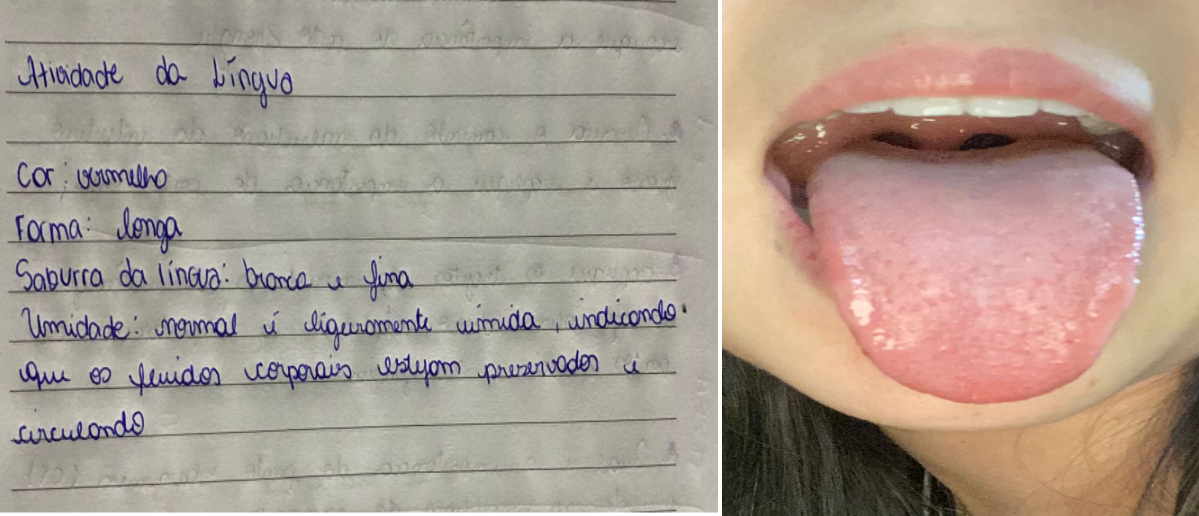 Atividade da Língua
Cor: vermelho
Forma: longa
Saburra da língua: branca e fina
Umidade: normal é ligeiramente úmida, indicando
que os fluidos corporais estejam preservados e
circulando